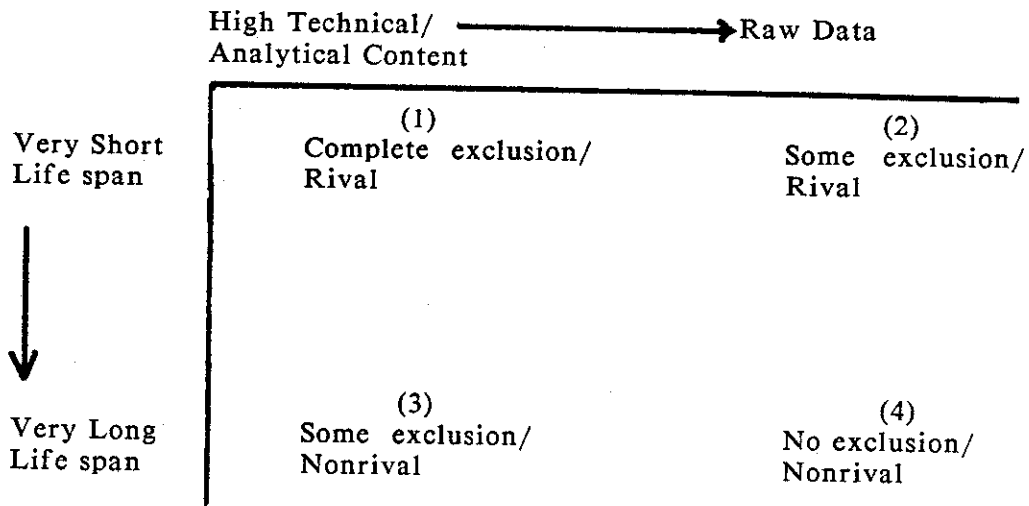 High Technical/
Analytical Content
Raw Data
Very Short
Life span
(1)
Complete exclusion/
Rival
(2)
Some exclusion/
Rival
Very Long
Life span
(3)
Some exclusion/
Nonrival
(4)
No exclusion/
Nonrival